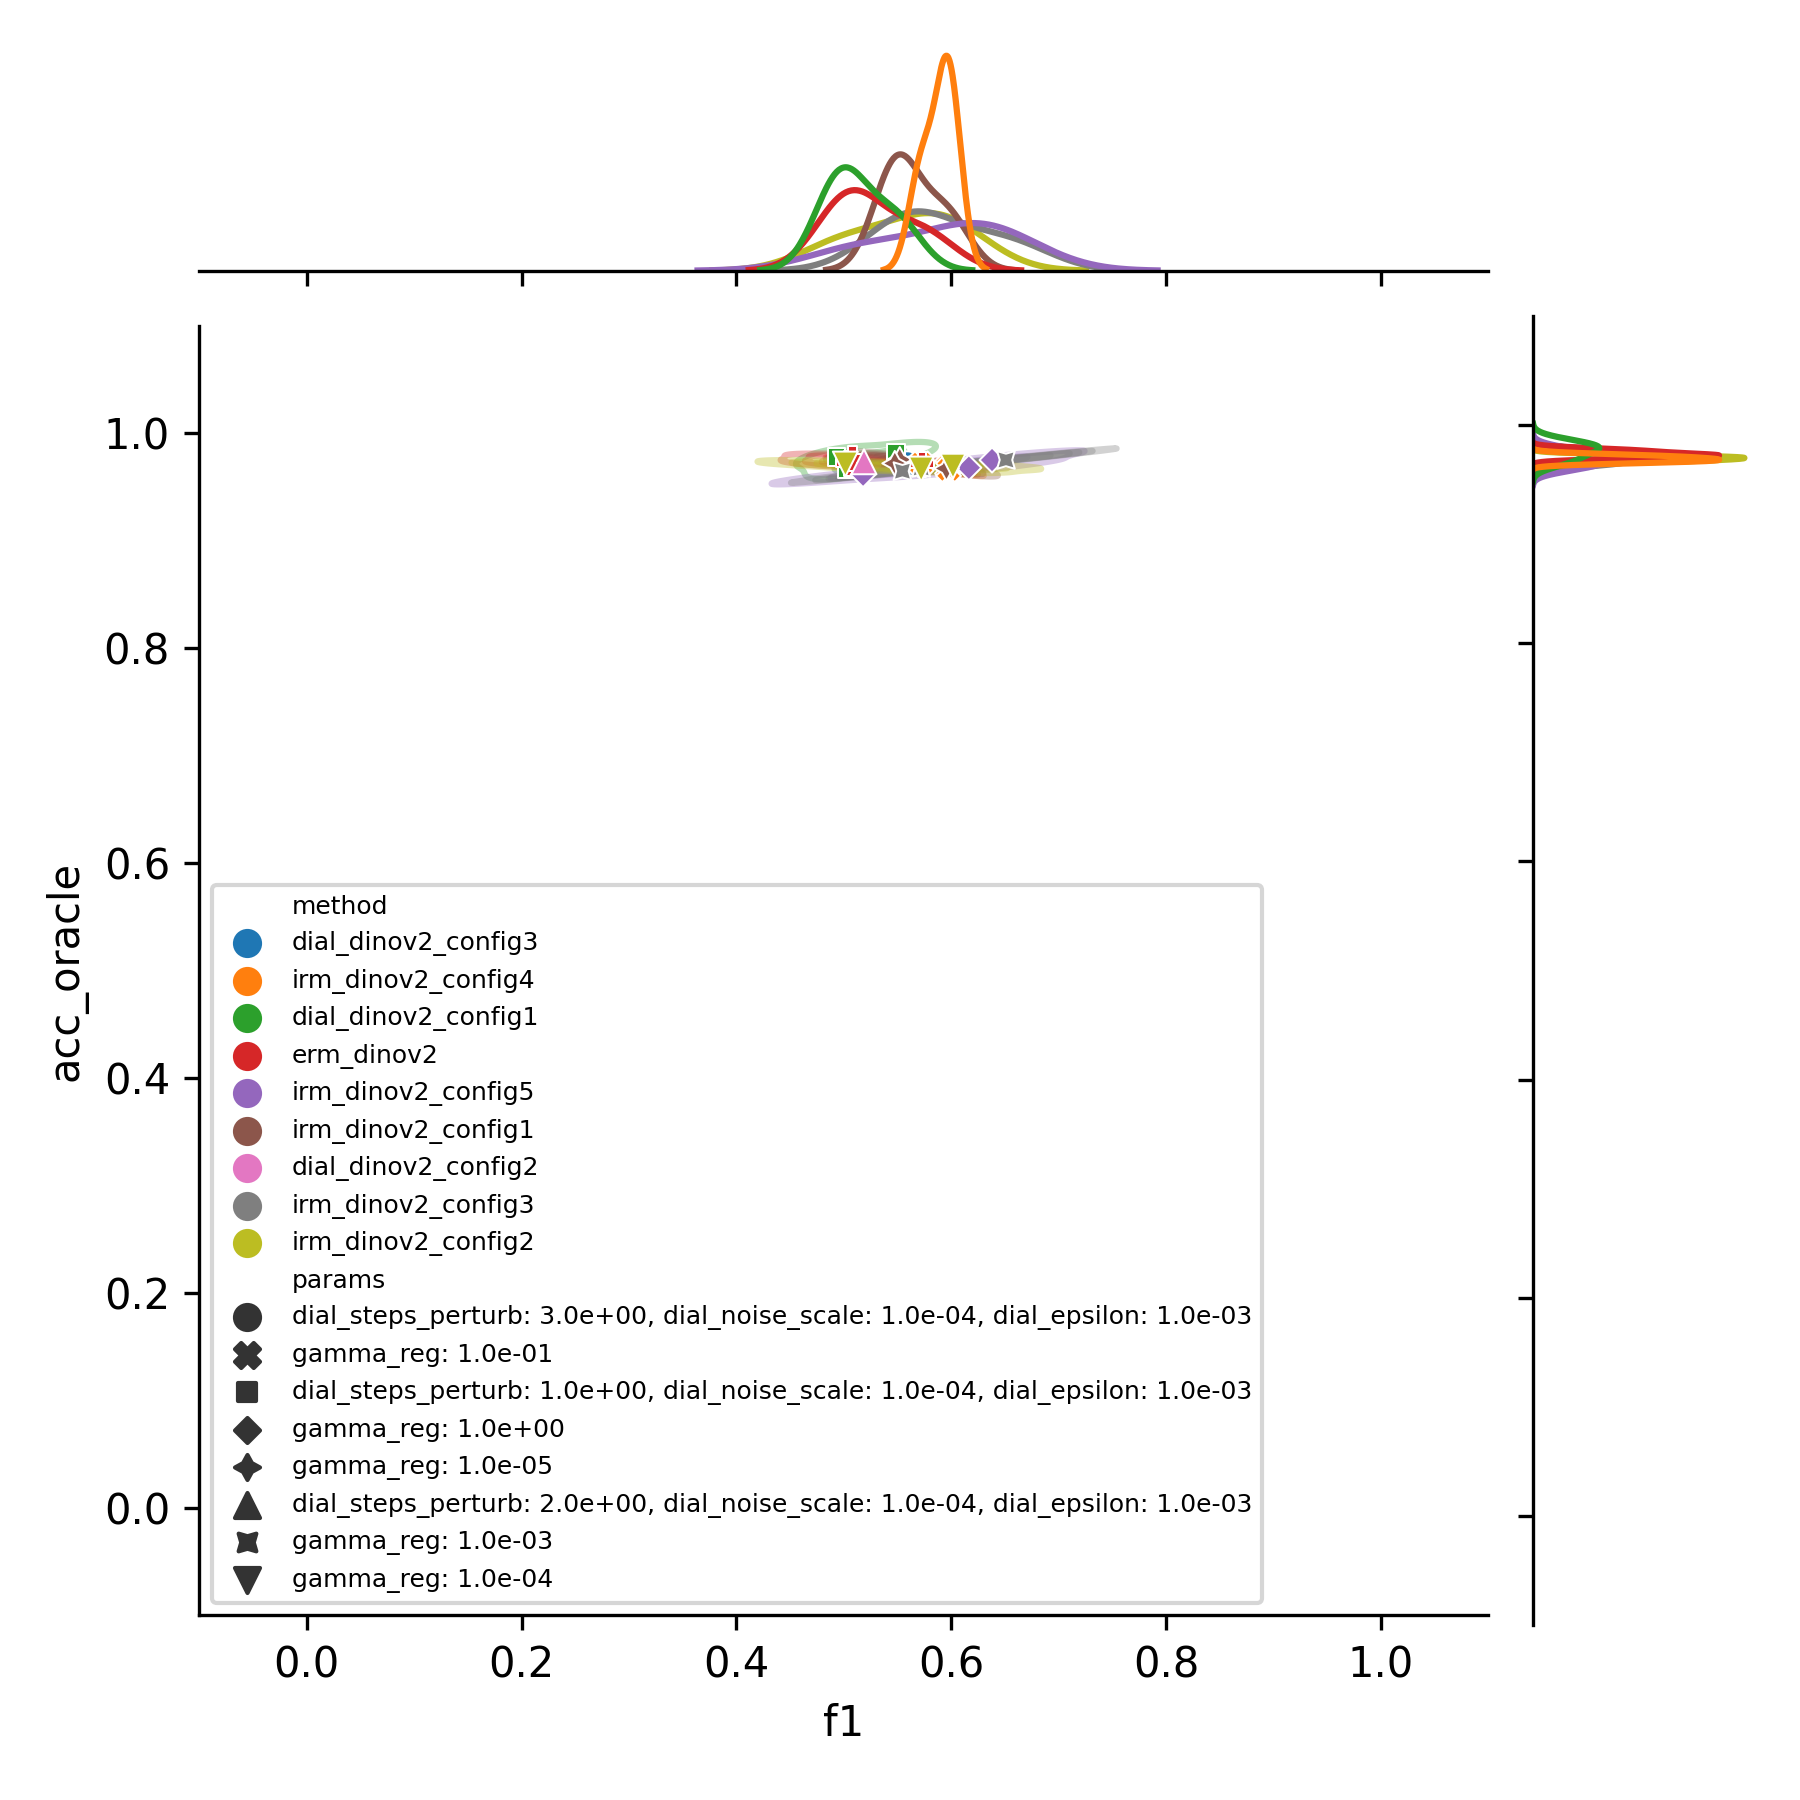 1.0
0.8
0.6
0.4
0.2
0.0
acc_oracle
method
dial_dinov2_config3
irm_dinov2_config4
dial_dinov2_config1
erm_dinov2
irm_dinov2_config5
irm_dinov2_config1
dial_dinov2_config2
irm_dinov2_config3
irm_dinov2_config2
params
dial_steps_perturb: 3.0e+00, dial_noise_scale: 1.0e-04, dial_epsilon: 1.0e-03
gamma_reg: 1.0e-01
dial_steps_perturb: 1.0e+00, dial_noise_scale: 1.0e-04, dial_epsilon: 1.0e-03
gamma_reg: 1.0e+00
gamma_reg: 1.0e-05
dial_steps_perturb: 2.0e+00, dial_noise_scale: 1.0e-04, dial_epsilon: 1.0e-03
gamma_reg: 1.0e-03
gamma_reg: 1.0e-04
0.0 0.2 0.4 0.6 0.8 1.0
f1